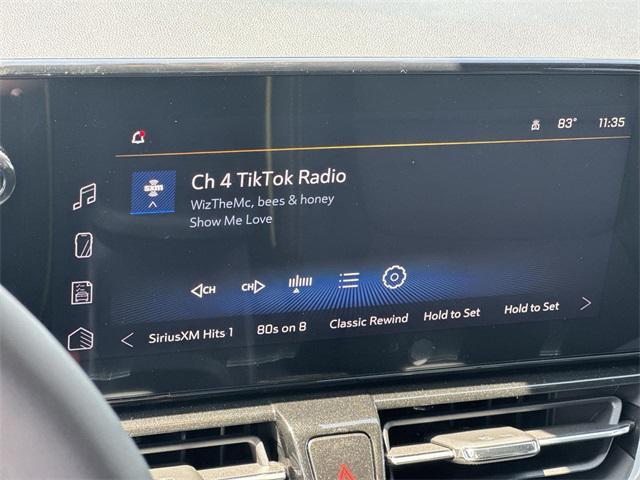 83° 11:35
Ch 4 TikTok Radio
sxm
WizTheMc, bees & honey
Show Me Love
CH CH
SiriusXM Hits 1 80s on 8 Classic Rewind Hold to Set Hold to Set